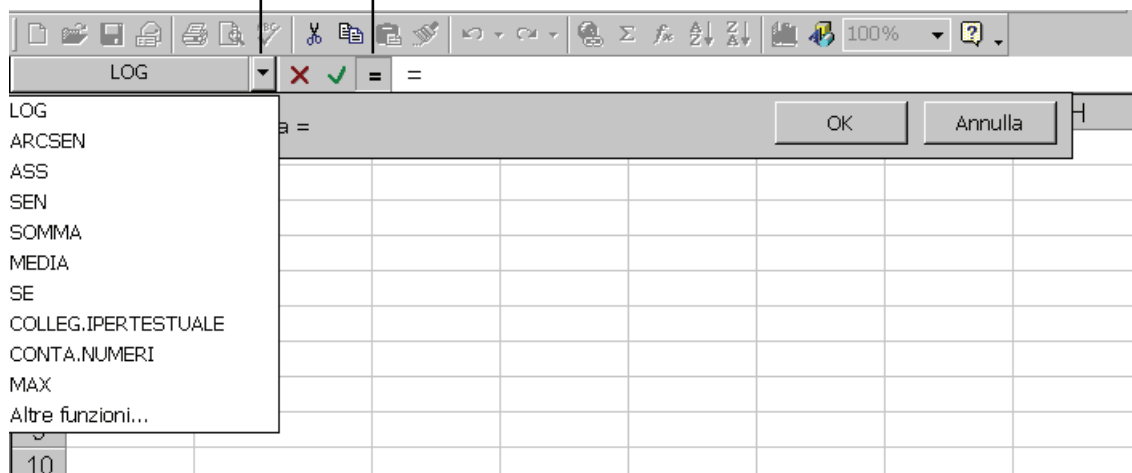 100%
LOG
= =
LOG
ARCSEN
ASS
SEN
SOMMA
MEDIA
SE
COLLEG.IPERTESTUALE
CONTA.NUMERI
MAX
Altre funzioni...
a =
OK Annulla
H
10